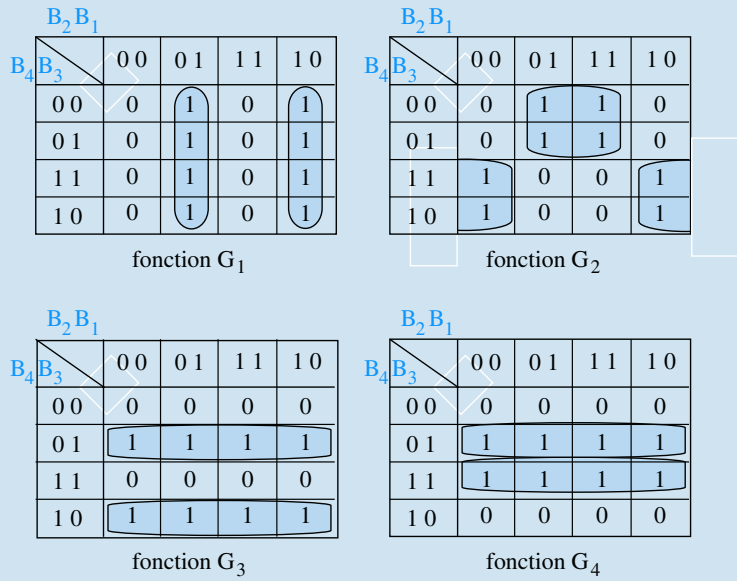 B2B1
B4B3 00 01 11 10
00 0 1 0 1
01 0 1 0 1
11 0 1 0 1
10 0 1 0 1
fonction G1
B2B1
B4B3 00 01 11 10
00 0 1 1 0
01 0 1 1 0
11 1 0 0 1
10 1 0 0 1
fonction G2
B2B1
B4B3 00 01 11 10
00 0 0 0 0
01 1 1 1 1
11 0 0 0 0
10 1 1 1 1
fonction G3
B2B1
B4B3 00 01 11 10
00 0 0 0 0
01 1 1 1 1
11 1 1 1 1
10 0 0 0 0
fonction G4